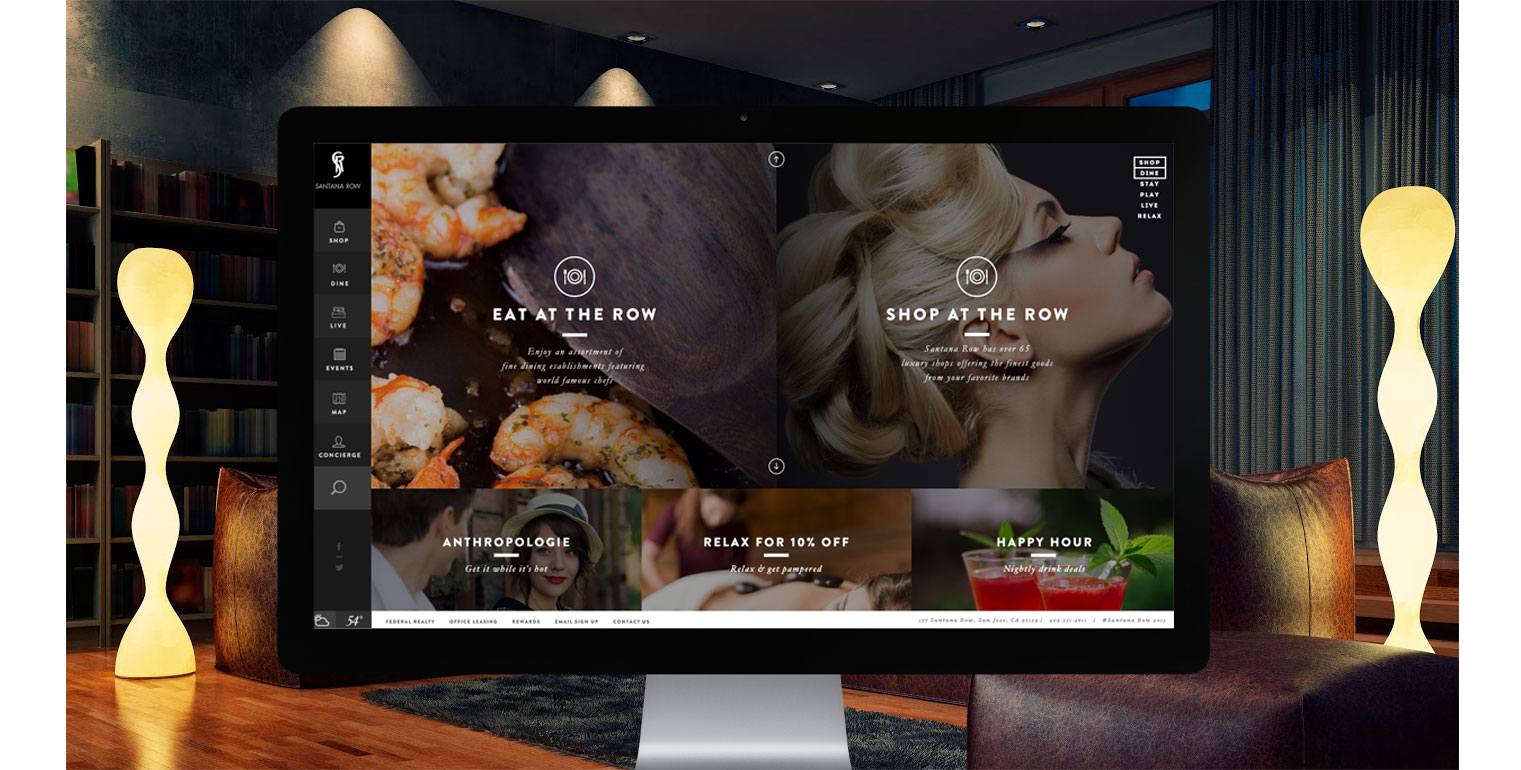 SANTANA ROW
SHOP
DINE
LIVE
EVENTS
MAP
CONCIERGE
54°
EAT AT THE ROW
Enjoy an assortment of
fine dining establishments featuring
world famous chefs
SHOP AT THE ROW
Santana Row has over 65
luxury shops offering the finest goods
from your favorite brands
SHOP
DINE
STAY
PLAY
LIVE
RELAX
ANTHROPOLOGIE
Get it while it's hot
RELAX FOR 10% OFF
Relax & get pampered
HAPPY HOUR
Nightly drink deals
FEDERAL REALTY OFFICE LEASING REWARDS EMAIL SIGN UP CONTACT US
Santana Row, San Jose, CA | | Santana Row